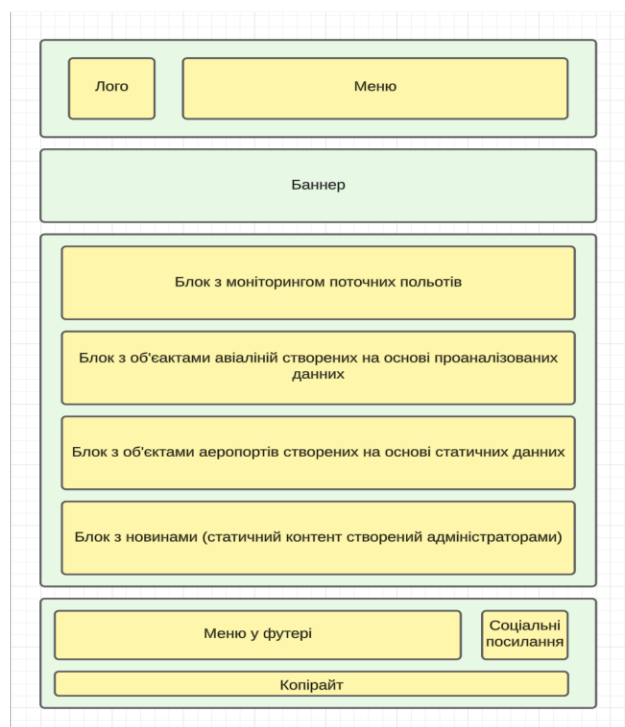 Лого
Меню
Баннер
Блок з моніторингом поточних польотів
Блок з об'єактами авіаліній створених на основі проаналізованих
данних
Блок з об'єктами аеропортів створених на основі статичних данних
Блок з новинами (статичний контент створений адміністраторами)
Меню у футері
Соціальні
посилання
Копірайт